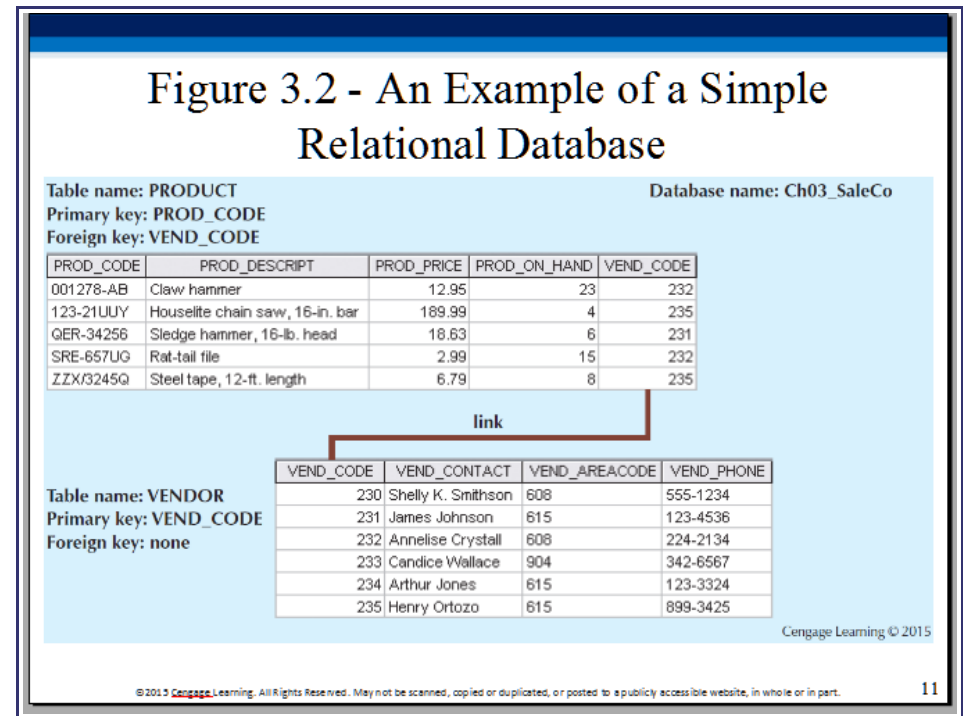 Figure 3.2 - An Example of a Simple
Relational Database
Table name: PRODUCT Database name: Ch03_SaleCo
Primary key: PROD_CODE
Foreign key: VEND_CODE
PROD_CODE PROD_DESCRIPT PROD_PRICE PROD_ON_HAND VEND_CODE
001278-AB Claw hammer 12.95 23 232
123-21UUY Houselite chain saw, 16-in. bar 189.99 4 235
QER-34256 Sledge hammer, 16-lb. head 18.63 6 231
SRE-657UG Rat-tail file 2.99 15 232
ZZX/3245Q Steel tape, 12-ft. length 6.79 8 235
link
VEND_CODE VEND_CONTACT VEND_AREACODE VEND_PHONE
Table name: VENDOR
Primary key: VEND_CODE
Foreign key: none
230 Shelly K. Smithson 608 555-1234
231 James Johnson 615 123-4536
232 Annelise Crystall 608 224-2134
233 Candice Wallace 904 342-6567
234 Arthur Jones 615 123-3324
235 Henry Ortozo 615 899-3425
Cengage Learning © 2015
©2015 Cengage Learning. All Rights Reserved. May not be scanned, copied or duplicated, or posted to a publicly accessible website, in whole or in part.
11